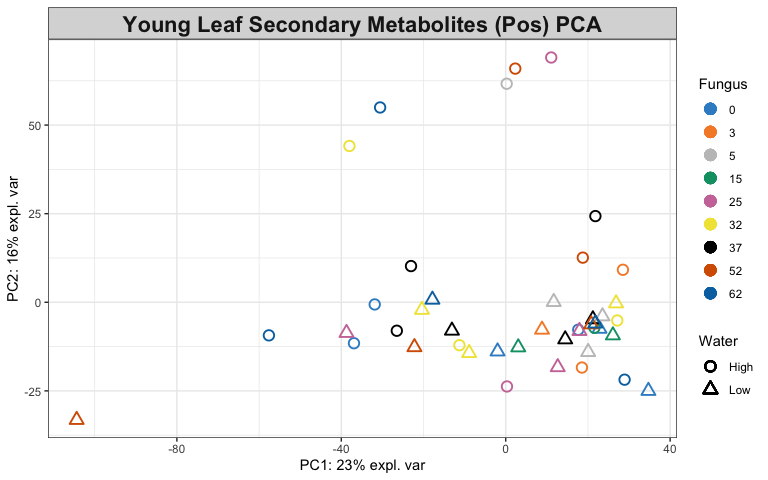 Young Leaf Secondary Metabolites (Pos) PCA
PC2: 16% expl. var
50
25
0
-25
-80
-40
0
40
PC1: 23% expl. var
Fungus
0
3
5
15
25
32
37
52
62
Water
High
Low